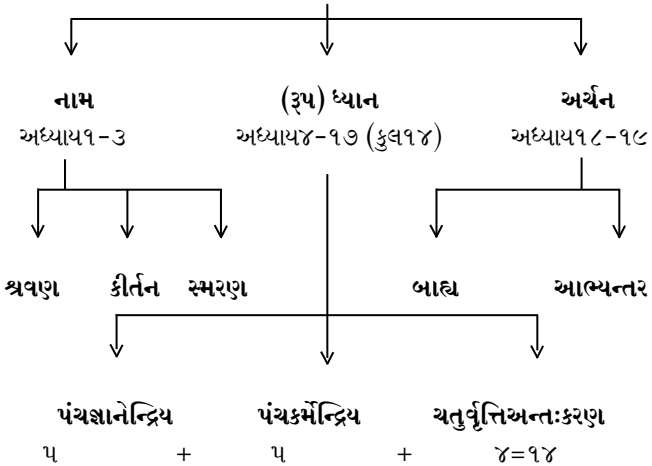 નામ (રૂપ) ધ્યાન અર્ચન
અધ્યાય૧-૩ અધ્યાય૪-૧૭ (કુલ૧૪) અધ્યાય૧૮-૧૯
શ્રવણ કીર્તન સ્મરણ બાહ્ય આભ્યન્તર
પંચજ્ઞાનેન્દ્રિય પંચકર્મેન્દ્રિય ચતુર્વૃત્તિઅન્તઃકરણ
૫ + ૫ + ૪=૧૪